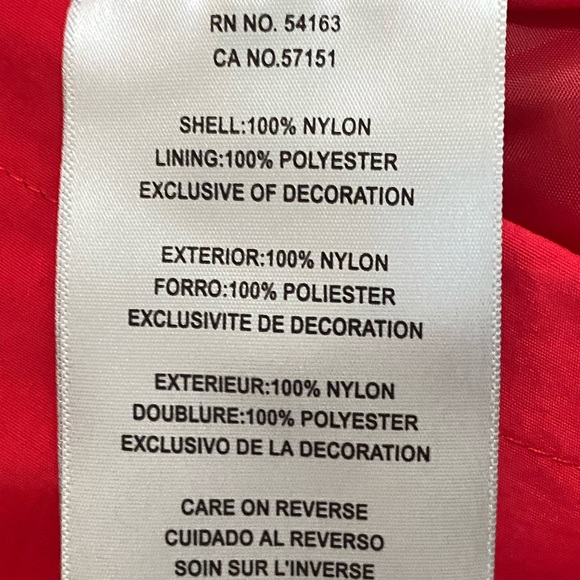 RN NO. 54163
CA NO.57151
SHELL:100% NYLON
LINING:100% POLYESTER
EXCLUSIVE OF DECORATION
EXTERIOR:100% NYLON
FORRO:100% POLIESTER
EXCLUSIVITE DE DECORATION
EXTERIEUR:100% NYLON
DOUBLURE:100% POLYESTER
EXCLUSIVO DE LA DECORATION
CARE ON REVERSE
CUIDADO AL REVERSO
SOIN SUR L'INVERSE